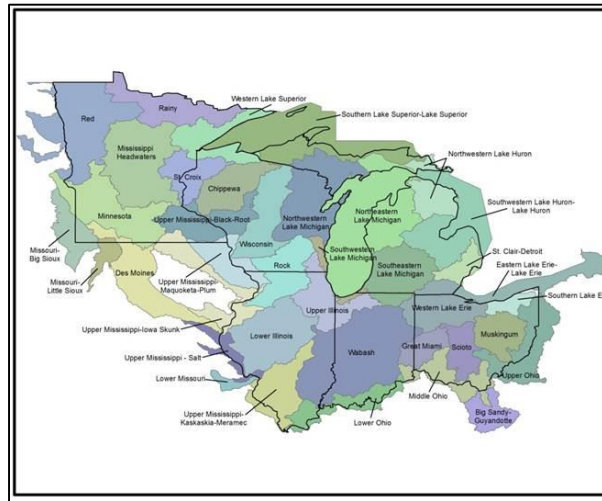 Western Lake Superior
Southern Lake Superior-Lake Superior
Red
Rainy
Mississippi
Headwaters
Northwestern Lake Huron
St. Croix
Chippewa
Southwestern Lake Huron-
Lake Huron
Minnesota
Upper Mississippi-Black-Root
Northwestern
Lake Michigan
Northeastern
Lake Michigan
Missouri-
Big Sioux
Wisconsin
Southwestern
Lake Michigan
St. Clair-Detroit
Eastern Lake Erie-
Lake Erie
Missouri-
Little Sioux
Des Moines
Rock
Southeastern
Lake Michigan
Upper Mississippi-
Maquoketa-Plum
Southern Lake E
Upper Illinois
Western Lake Erie
Upper Mississippi-Iowa Skunk
Lower Illinois
Wabash
Great Miami
Scioto
Muskingum
Upper Mississippi - Salt
Upper Ohio
Lower Missouri
Middle Ohio
Upper Mississippi-
Kaskaskia-Meramec
Lower Ohio
Big Sandy-
Guyandotte